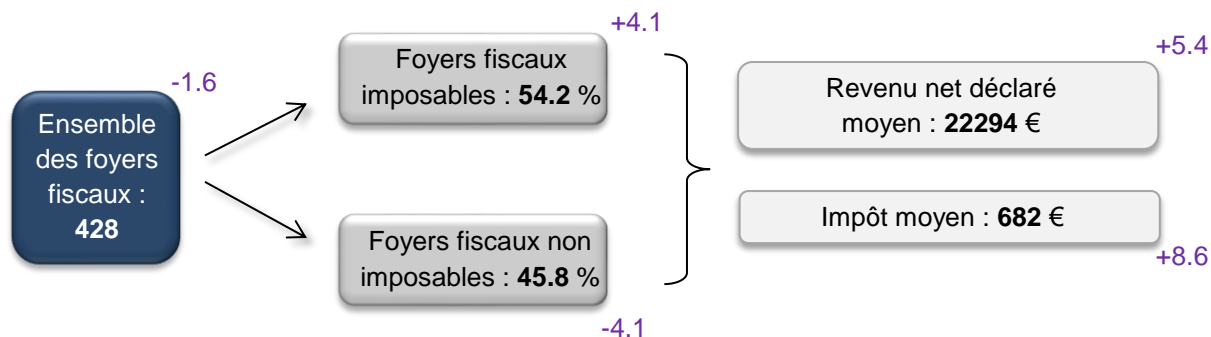 -1.6
Ensemble
des foyers
fiscaux :
428
+4.1
Foyers fiscaux
imposables : 54.2 %
Foyers fiscaux non
imposables : 45.8 %
-4.1
+5.4
Revenu net déclaré
moyen : 22294 €
Impôt moyen : 682 €
+8.6